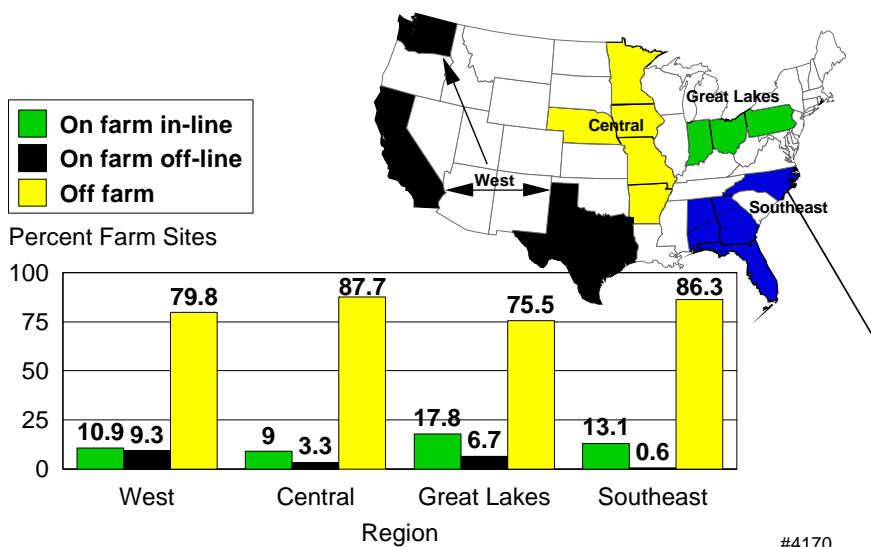 Great Lakes
Central
West
Southeast
On farm in-line
On farm off-line
Off farm
Percent Farm Sites
100
75
50
25
0
10.9 9.3 79.8
9 3.3 87.7
17.8 6.7 75.5
13.1 0.6 86.3
West Central Great Lakes Southeast
Region
#4170